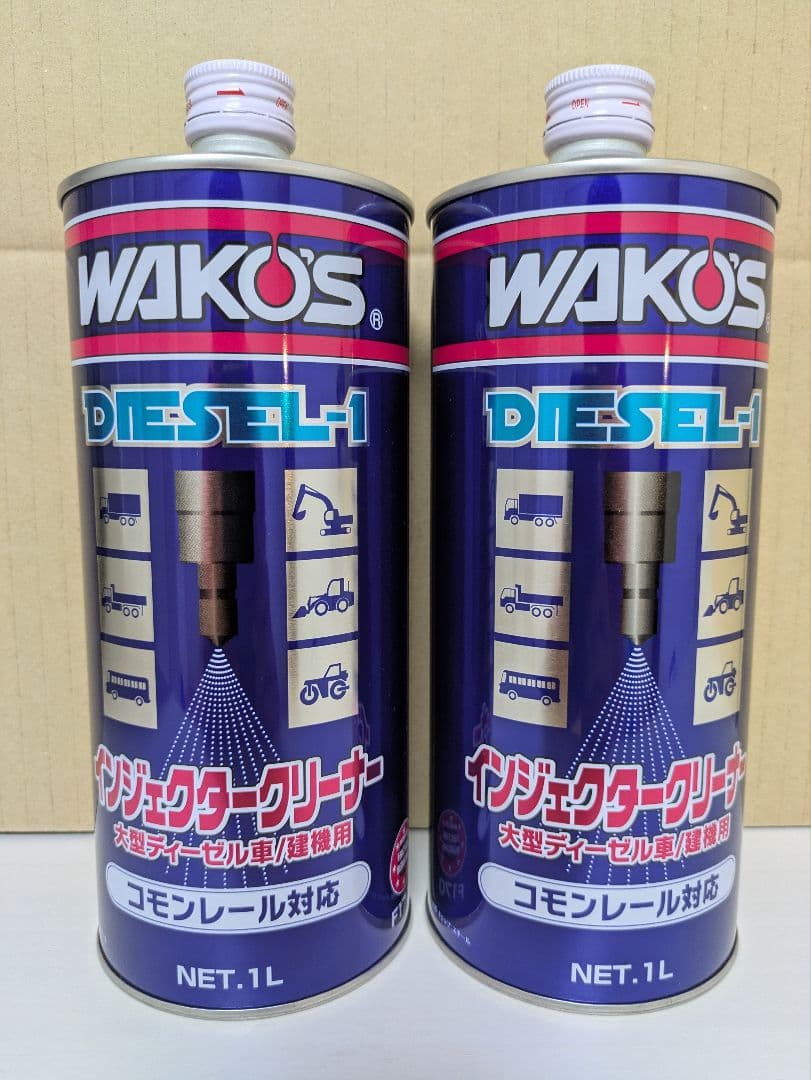 OPEN
WAKO'S®
DIESEL-1
インジェクタークリーナー
大型ディーゼル車/建機用
コモンレール対応
NET.1L
OPEN
WAKO'S®
DIESEL-1
インジェクタークリーナー
大型ディーゼル車/建機用
コモンレール対応
NET.1L
F170